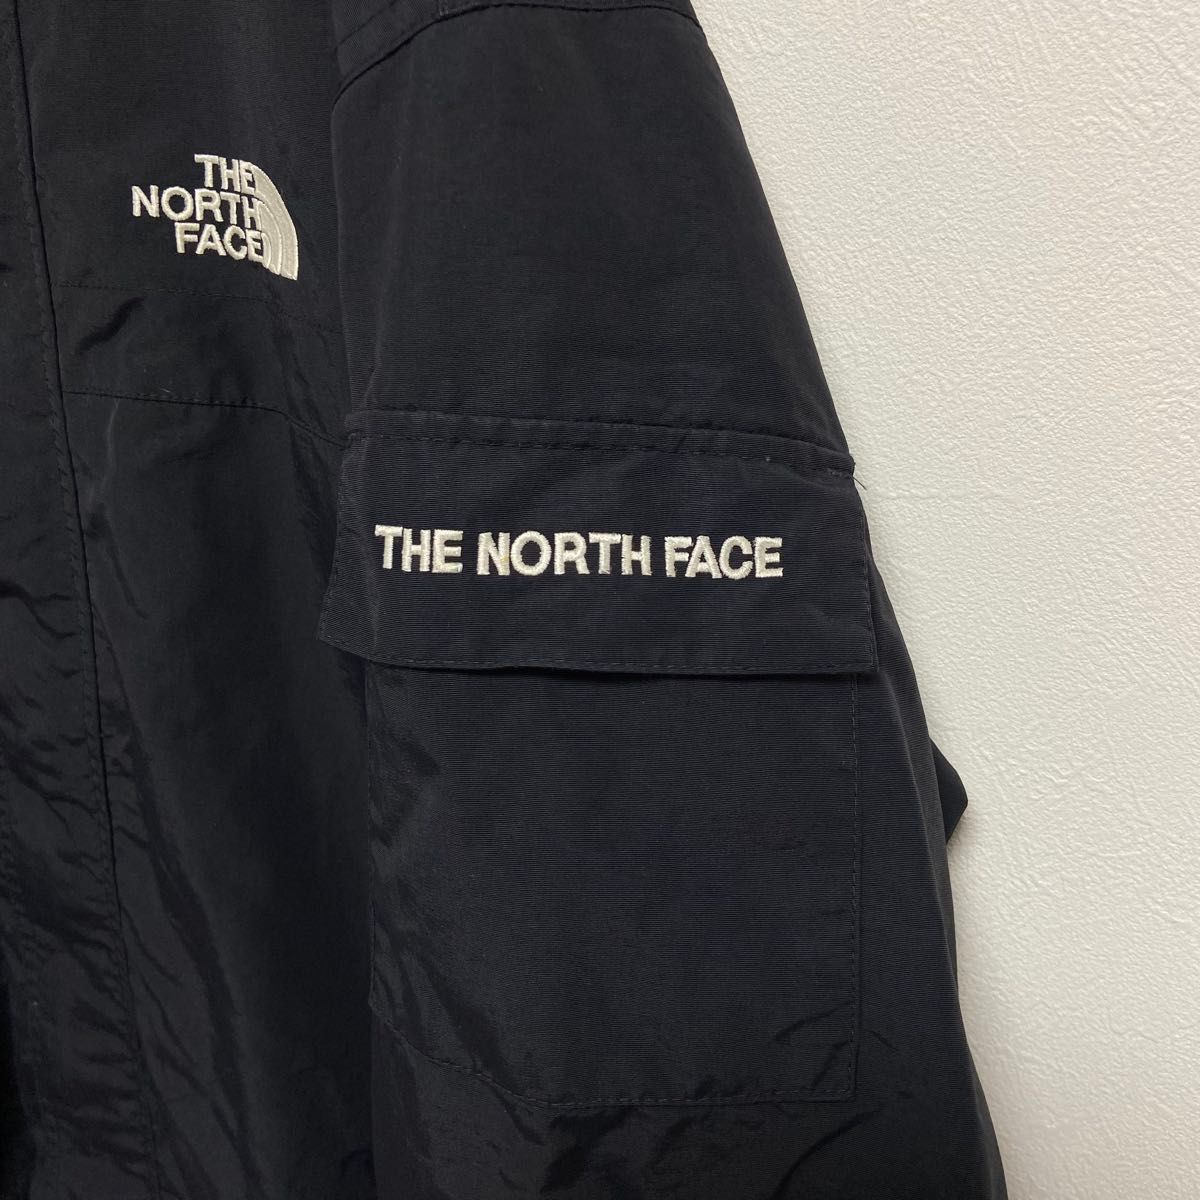 THE
NORTH
FACE
THE NORTH FACE